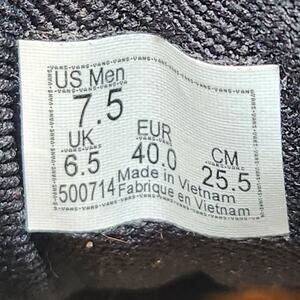 US Men
7.5
UK EUR CM
6.5 40.0 25.5
500714 Made in Vietnam
Fabrique en Vietnam